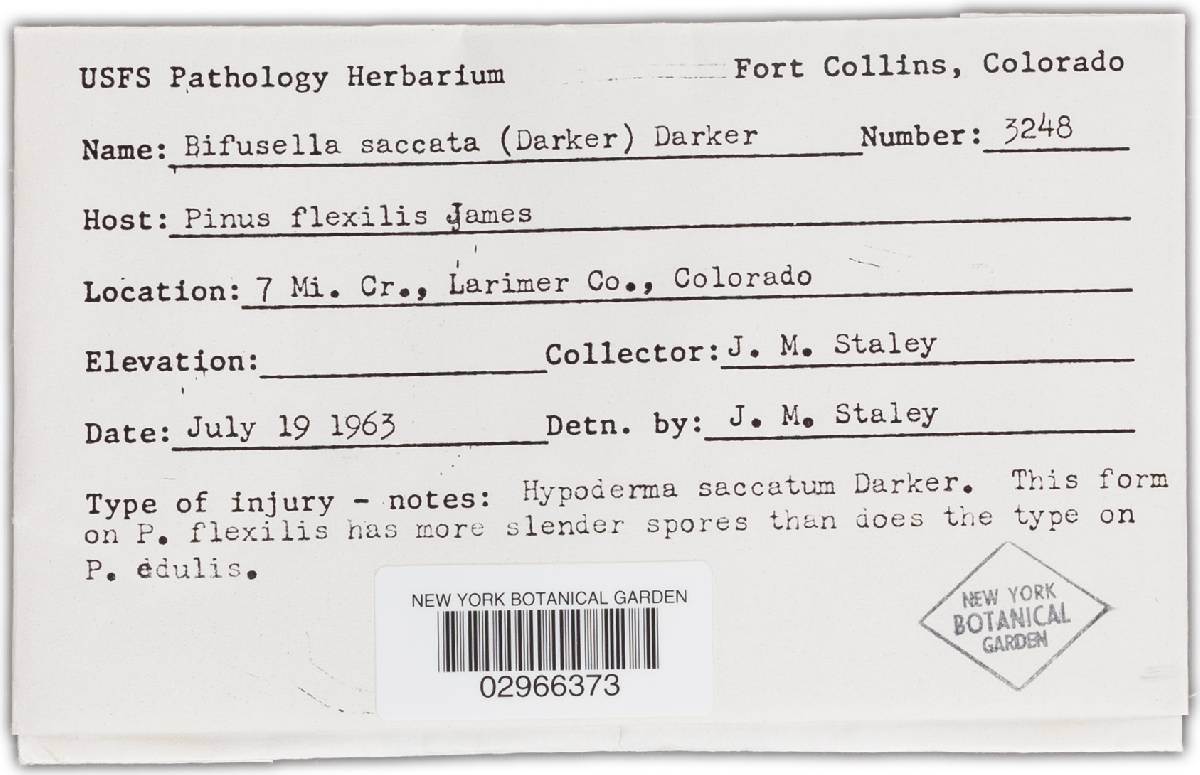 USFS Pathology Herbarium Fort Collins, Colorado
Name: Bifusella saccata (Darker) Darker Number: 3248
Host: Pinus flexilis James
Location: 7 Mi. Cr., Larimer Co., Colorado
Elevation: Collector: J. M. Staley
Date: July 19 1963 Detn. by: J. M. Staley
Type of injury - notes: Hypoderma saccatum Darker. This form
on P. flexilis has more slender spores than does the type on
P. edulis.
NEW YORK BOTANICAL GARDEN
02966373
NEW YORK
BOTANICAL
GARDEN